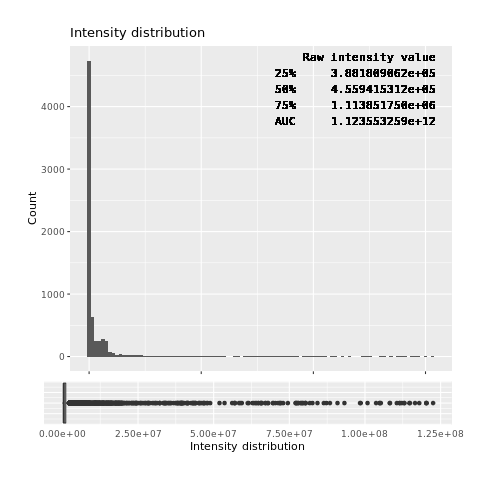 Intensity distribution
Raw intensity value
25% 3.881809062e+05
50% 4.559415312e+05
75% 1.113851750e+06
AUC 1.123553259e+12
4000
3000
2000
1000
0
Count
0.00e+00 2.50e+07 5.00e+07 7.50e+07 1.00e+08 1.25e+08
Intensity distribution